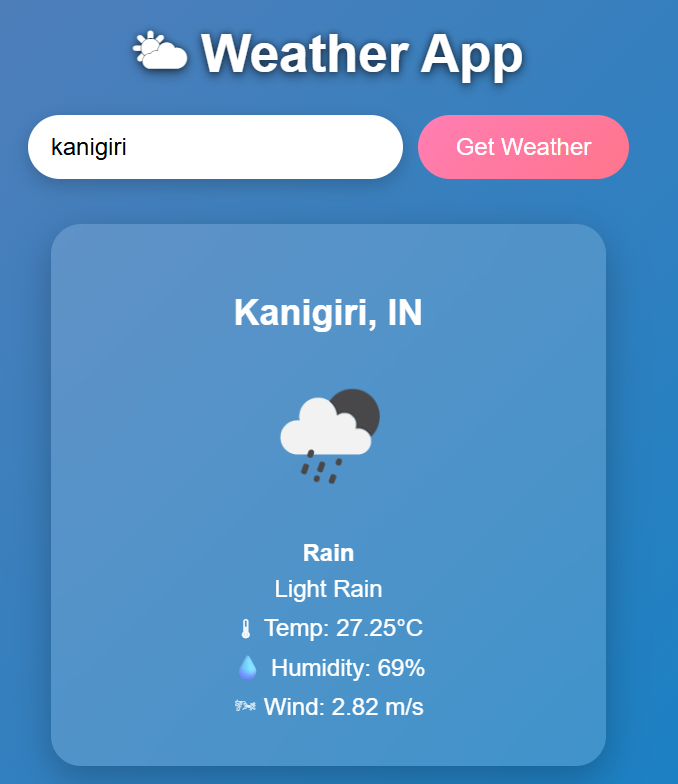 Weather App
kanigiri
Get Weather
Kanigiri, IN
Rain
Light Rain
Temp: 27.25°C
Humidity: 69%
Wind: 2.82 m/s